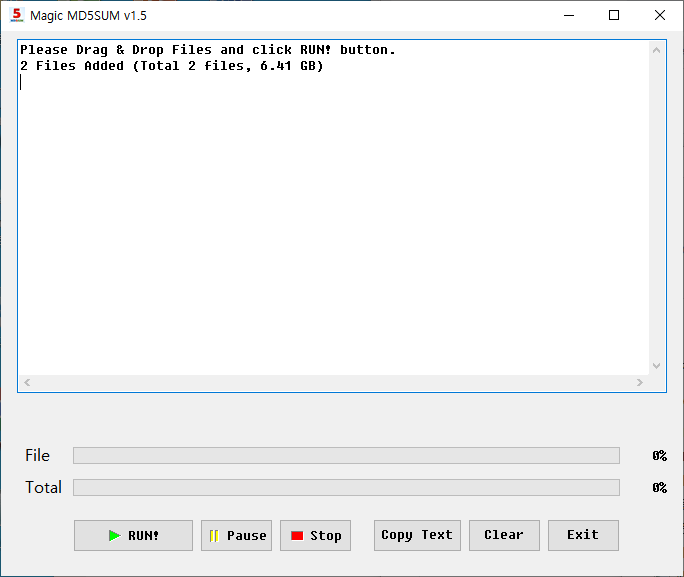 5 Magic MD5SUM v1.5
Please Drag & Drop Files and click RUN! button.
2 Files Added (Total 2 files, 6.41 GB)
File 0%
Total 0%
RUN! Pause Stop Copy Text Clear Exit